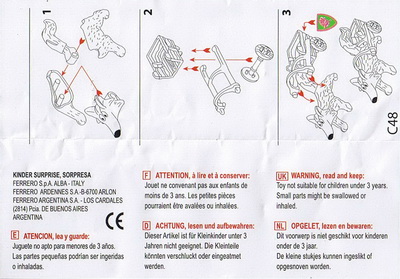 1
2
3
C48
KINDER SURPRISE, SORPRESA
FERRERO S.p.A. ALBA - ITALY
FERRERO ARDENNES S.A.-B-6700 ARLON
FERRERO ARGENTINA S.A. - LOS CARDALES
(2814) Pcia. DE BUENOS AIRES
ARGENTINA
CE
E ATENCION, lea y guarde:
Juguete no apto para menores de 3 años.
Las partes pequeñas podrían ser ingeridas
o inhaladas.
F ATTENTION, à lire et à conserver:
Jouet ne convenant pas aux enfants de
moins de 3 ans. Les petites pièces
pourraient être avalées ou inhalées.
D ACHTUNG, lesen und aufbewahren:
Dieser Artikel ist für Kleinkinder unter 3
Jahren nicht geeignet. Die Kleinteile
könnten verschluckt oder eingeatmet
werden.
UK WARNING, read and keep:
Toy not suitable for children under 3 years.
Small parts might be swallowed or
inhaled.
NL OPGELET, lezen en bewaren:
Dit voorwerp is niet geschikt voor kinderen
onder de 3 jaar.
De kleine stukjes kunnen ingeslikt of
opgesnoven worden.